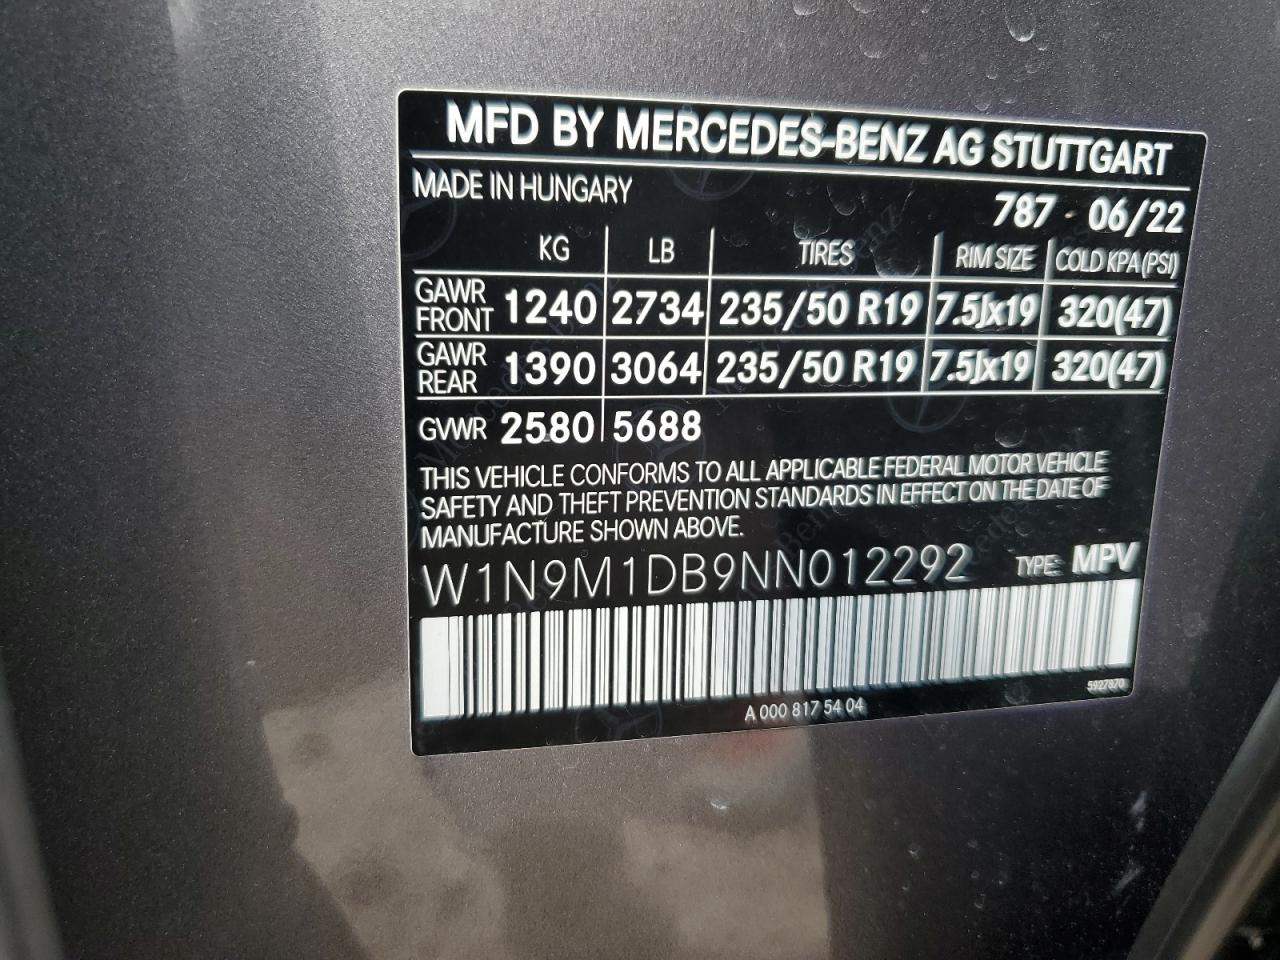 MFD BY MERCEDES-BENZ AG STUTTGART
MADE IN HUNGARY
787 - 06/22
KG LB TIRES RIM SIZE COLD KPA(PSI)
GAWR FRONT 1240 2734 235/50 R19 7.5Jx19 320(47)
GAWR REAR 1390 3064 235/50 R19 7.5Jx19 320(47)
GVWR 2580 5688
THIS VEHICLE CONFORMS TO ALL APPLICABLE FEDERAL MOTOR VEHICLE
SAFETY AND THEFT PREVENTION STANDARDS IN EFFECT ON THE DATE OF
MANUFACTURE SHOWN ABOVE.
W1N9M1DB9NN012292 TYPE: MPV
5927870
A 000 817 54 04